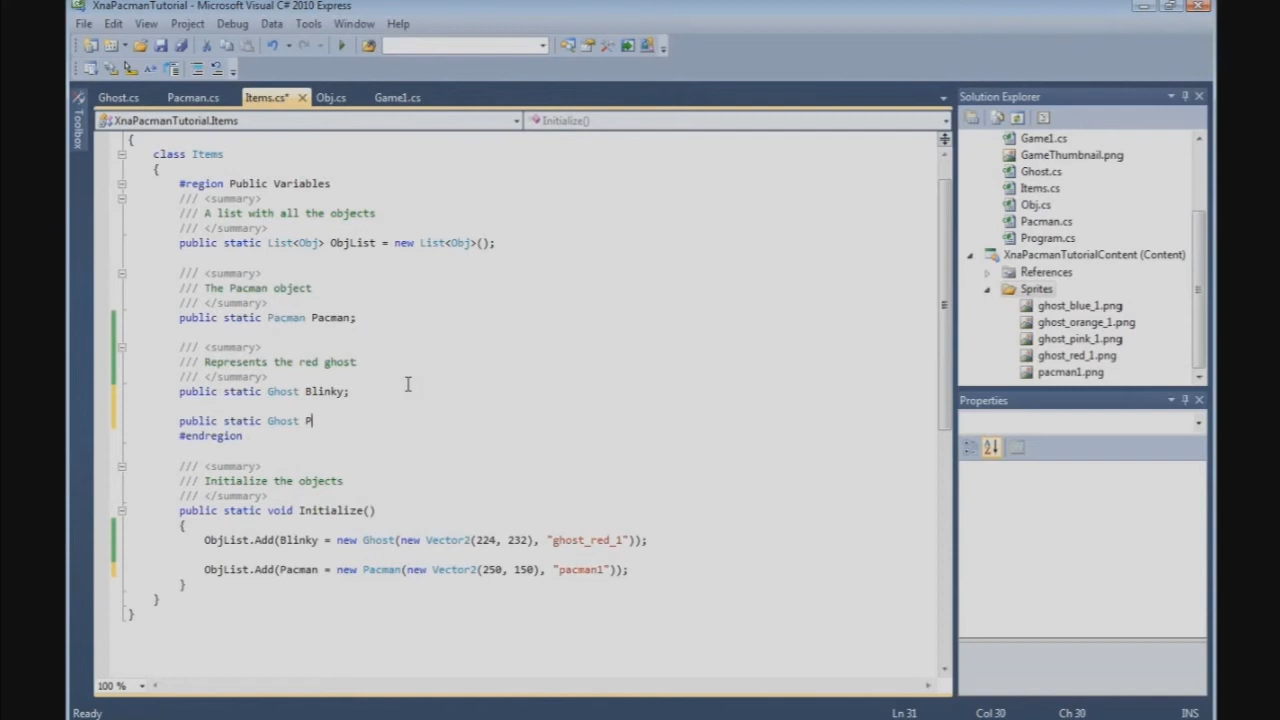 XnaPacmanTutorial - Microsoft Visual C# 2010 Express
File Edit View Project Debug Data Tools Window Help
Ghost.cs Pacman.cs Items.cs* Obj.cs Game1.cs
Toolbox
XnaPacmanTutorial.Items Initialize()
{
class Items
{
#region Public Variables
/// <summary>
/// A list with all the objects
/// </summary>
public static List<Obj> ObjList = new List<Obj>();
/// <summary>
/// The Pacman object
/// </summary>
public static Pacman Pacman;
/// <summary>
/// Represents the red ghost
/// </summary>
public static Ghost Blinky;
public static Ghost P
#endregion
/// <summary>
/// Initialize the objects
/// </summary>
public static void Initialize()
{
ObjList.Add(Blinky = new Ghost(new Vector2(224, 232), "ghost_red_1"));
ObjList.Add(Pacman = new Pacman(new Vector2(250, 150), "pacman1"));
}
}
}
100 %
Solution Explorer
Game1.cs
GameThumbnail.png
Ghost.cs
Items.cs
Obj.cs
Pacman.cs
Program.cs
XnaPacmanTutorialContent (Content)
References
Sprites
ghost_blue_1.png
ghost_orange_1.png
ghost_pink_1.png
ghost_red_1.png
pacman1.png
Properties
Ready Ln 31 Col 30 Ch 30 INS